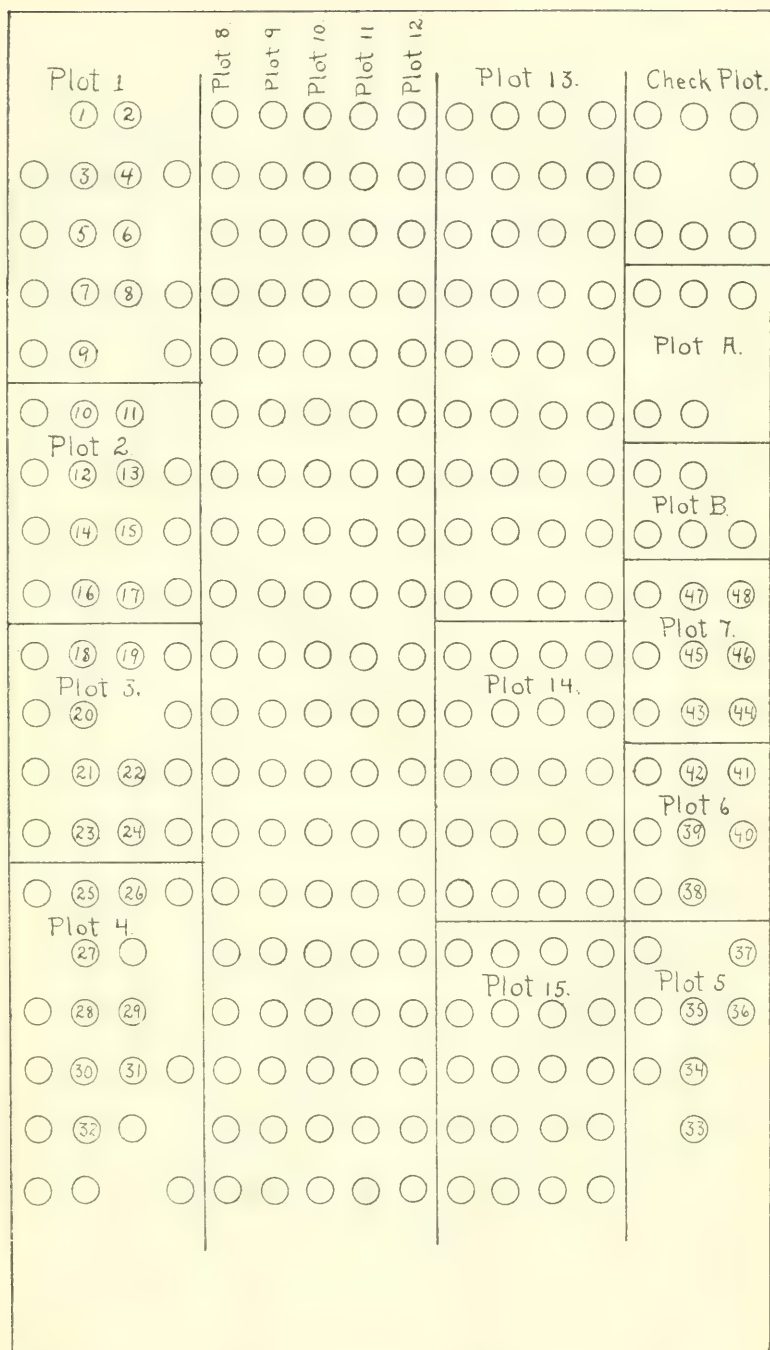 Plot 1
Plot 8
Plot 9
Plot 10.
Plot 11
Plot 12
Plot 13.
Check Plot.
1 2
3 4
5 6
7 8
9
Plot A.
10 11
Plot 2
12 13
Plot B.
14 15
16 17
47 48
Plot 7.
18 19
45 46
Plot 3.
Plot 14.
20
43 44
21 22
42 41
Plot 6
23 24
39 40
25 26
38
Plot 4.
27
37
Plot 15.
Plot 5
28 29
35 36
30 31
34
32
33